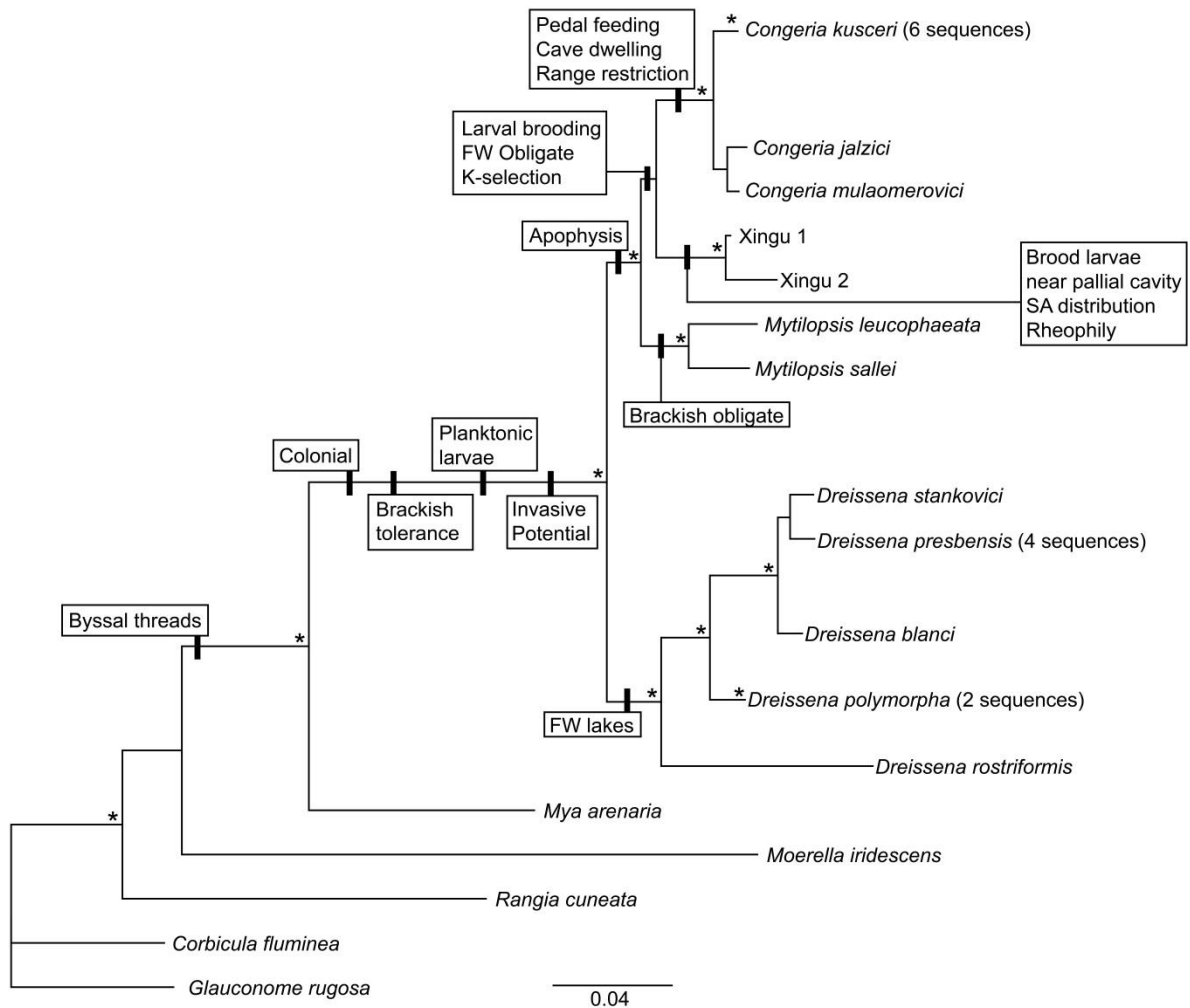 Pedal feeding
Cave dwelling
Range restriction
* Congeria kusceri (6 sequences)
*
Larval brooding
FW Obligate
K-selection
Congeria jalzici
Congeria mulaomerovici
Apophysis
*
* Xingu 1
Xingu 2
Brood larvae
near pallial cavity
SA distribution
Rheophily
* Mytilopsis leucophaeata
Mytilopsis sallei
Brackish obligate
Colonial
Planktonic
larvae
*
Brackish
tolerance
Invasive
Potential
Dreissena stankovici
Dreissena presbensis (4 sequences)
*
Dreissena blanci
Byssal threads
*
*
* Dreissena polymorpha (2 sequences)
FW lakes
*
Dreissena rostriformis
Mya arenaria
*
Moerella iridescens
Rangia cuneata
Corbicula fluminea
Glauconome rugosa
0.04